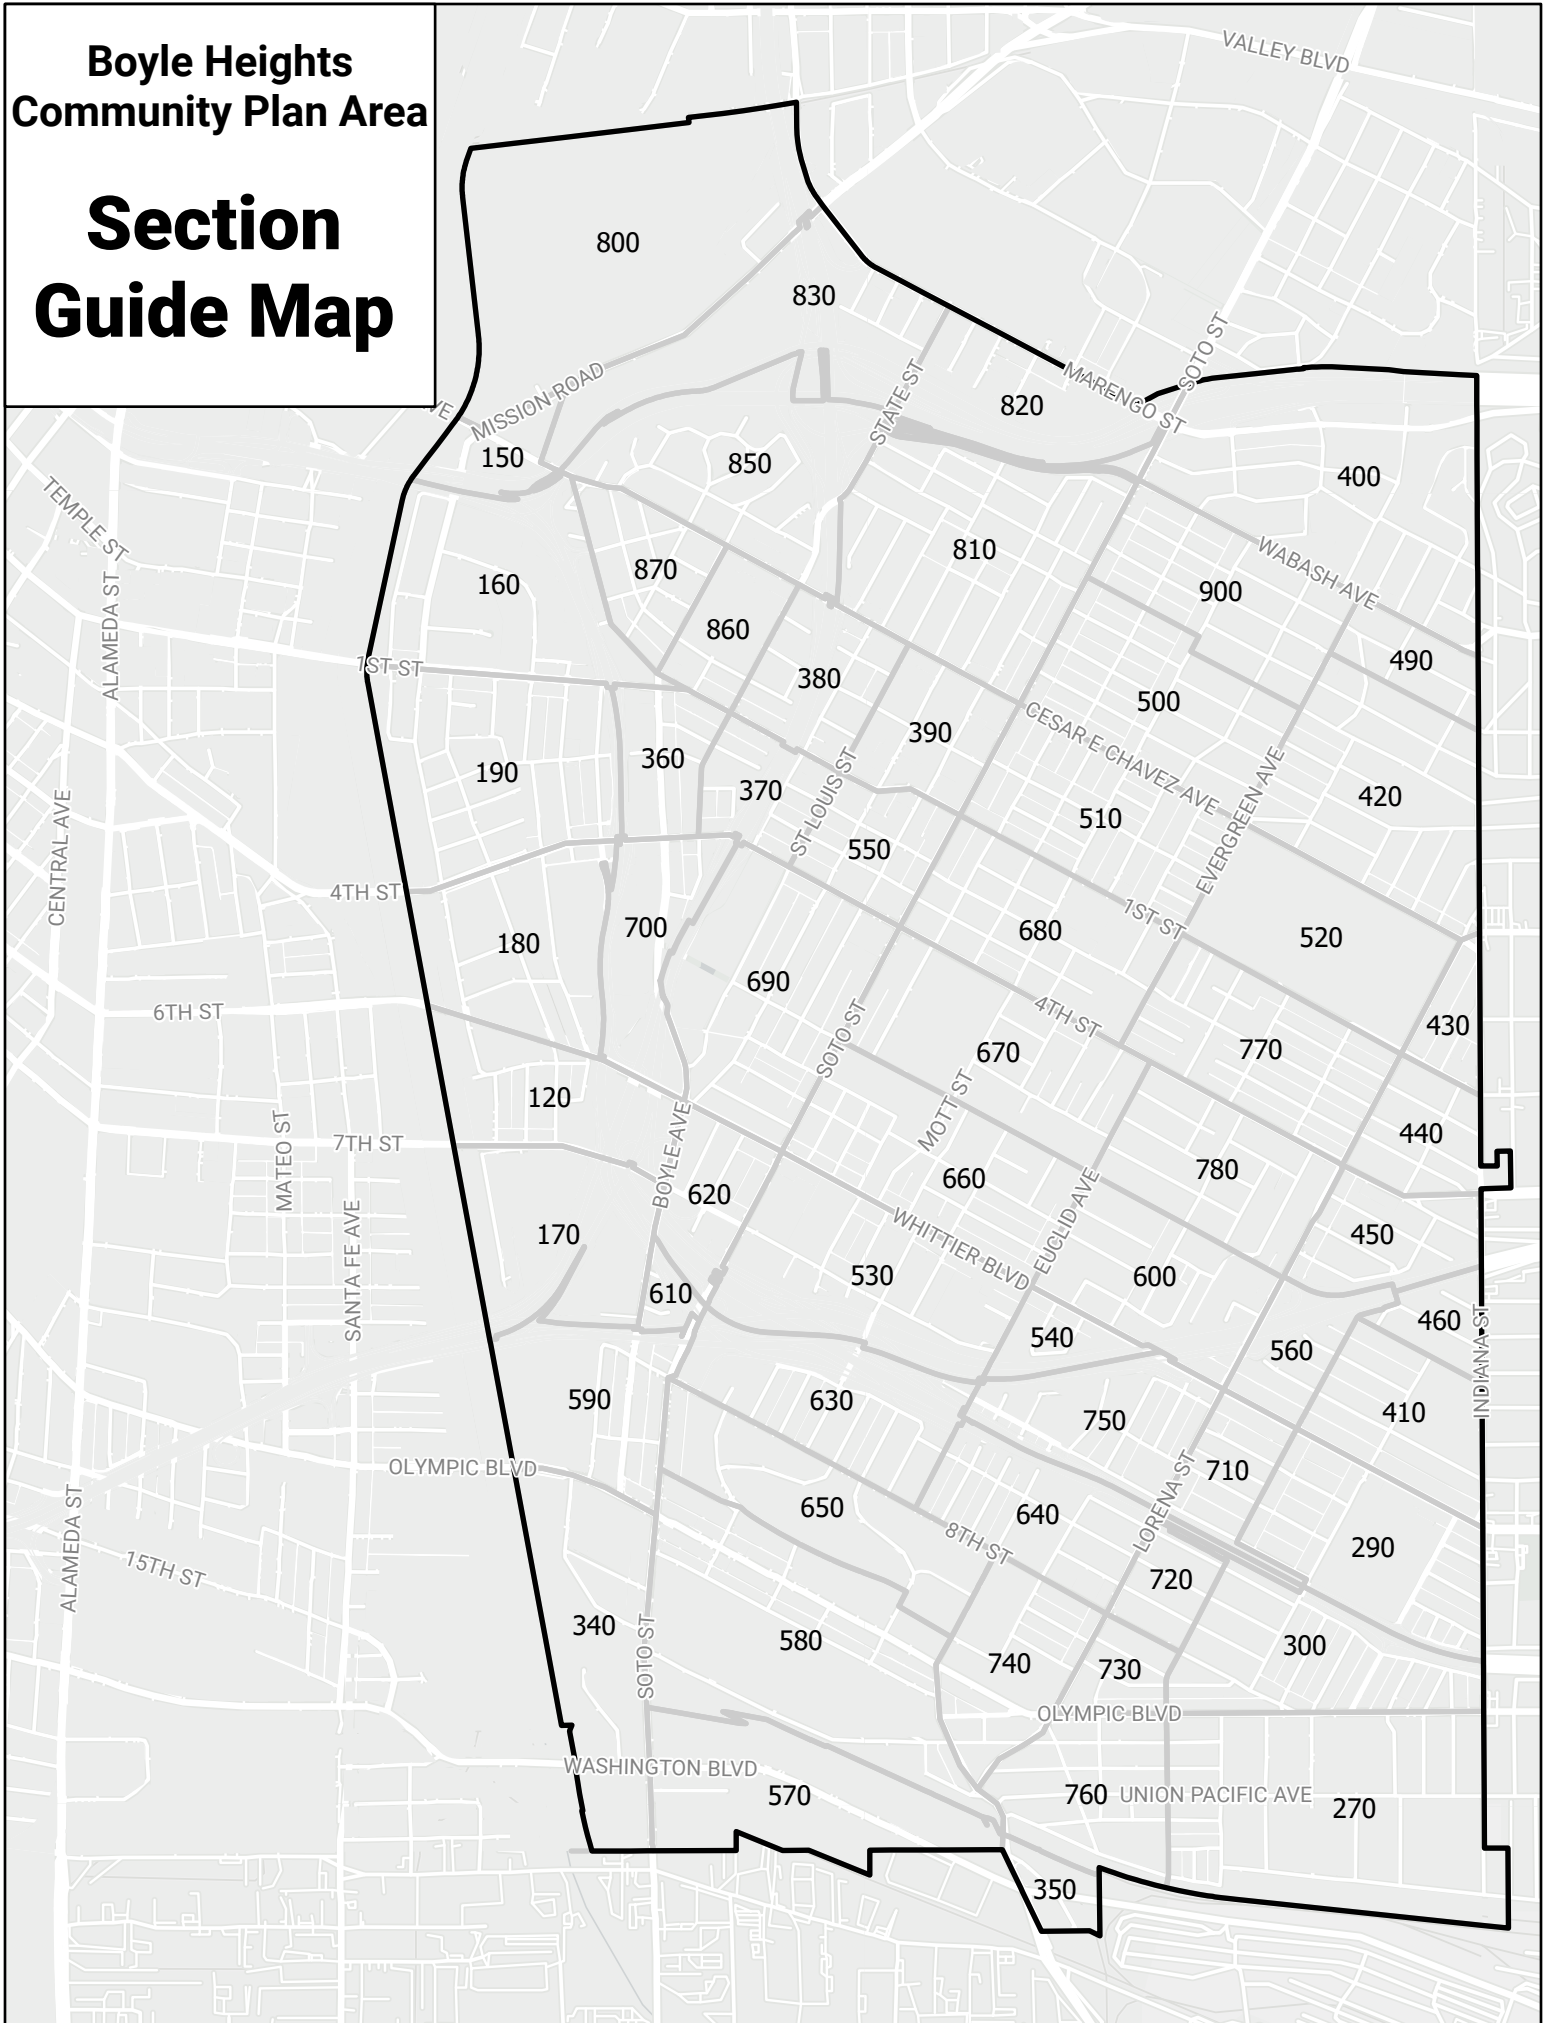 Boyle Heights
Community Plan Area
Section
Guide Map
VALLEY BLVD
800
830
SOTO ST
MARENGO ST
STATE ST
820
MISSION ROAD
VE
150
850
400
TEMPLE ST
810
WABASH AVE
870
160
900
ALAMEDA ST
860
1ST ST
380
490
500
390
CESAR E CHAVEZ AVE
360
190
370
ST LOUIS ST
420
510
EVERGREEN AVE
CENTRAL AVE
550
4TH ST
1ST ST
700
180
680
520
690
6TH ST
SOTO ST
4TH ST
430
670
770
120
MOTT ST
MATEO ST
7TH ST
BOYLE AVE
440
780
660
620
EUCLID AVE
SANTA FE AVE
170
WHITTIER BLVD
450
530
600
610
460
INDIANA ST
540
560
590
630
750
410
OLYMPIC BLVD
710
LORENA ST
650
640
8TH ST
290
ALAMEDA ST
15TH ST
720
340
SOTO ST
580
740
730
300
OLYMPIC BLVD
WASHINGTON BLVD
570
760
UNION PACIFIC AVE
270
350